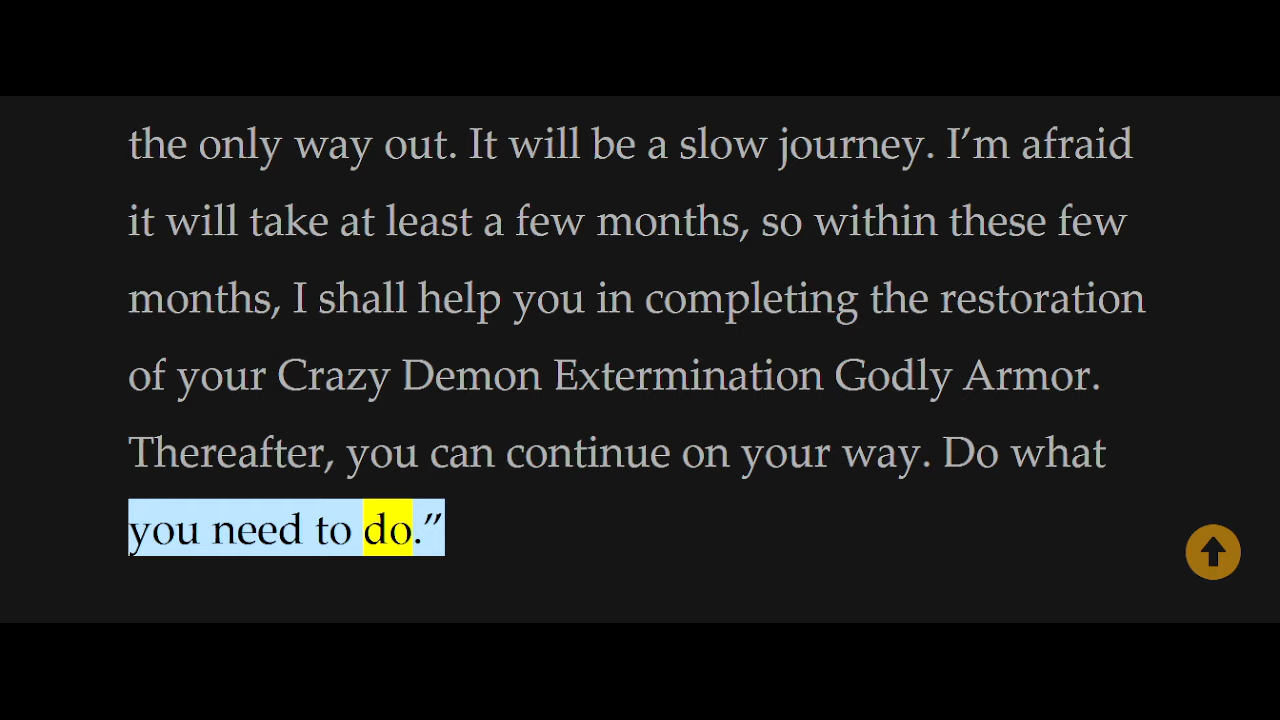 the only way out. It will be a slow journey. I’m afraid
it will take at least a few months, so within these few
months, I shall help you in completing the restoration
of your Crazy Demon Extermination Godly Armor.
Thereafter, you can continue on your way. Do what
you need to do.”